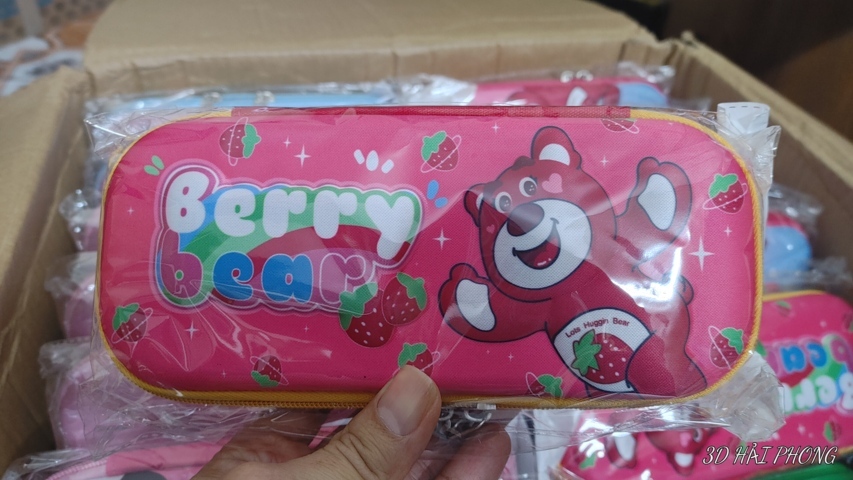 Berry
bear
Lots Huggin Bear
3D HẢI PHONG